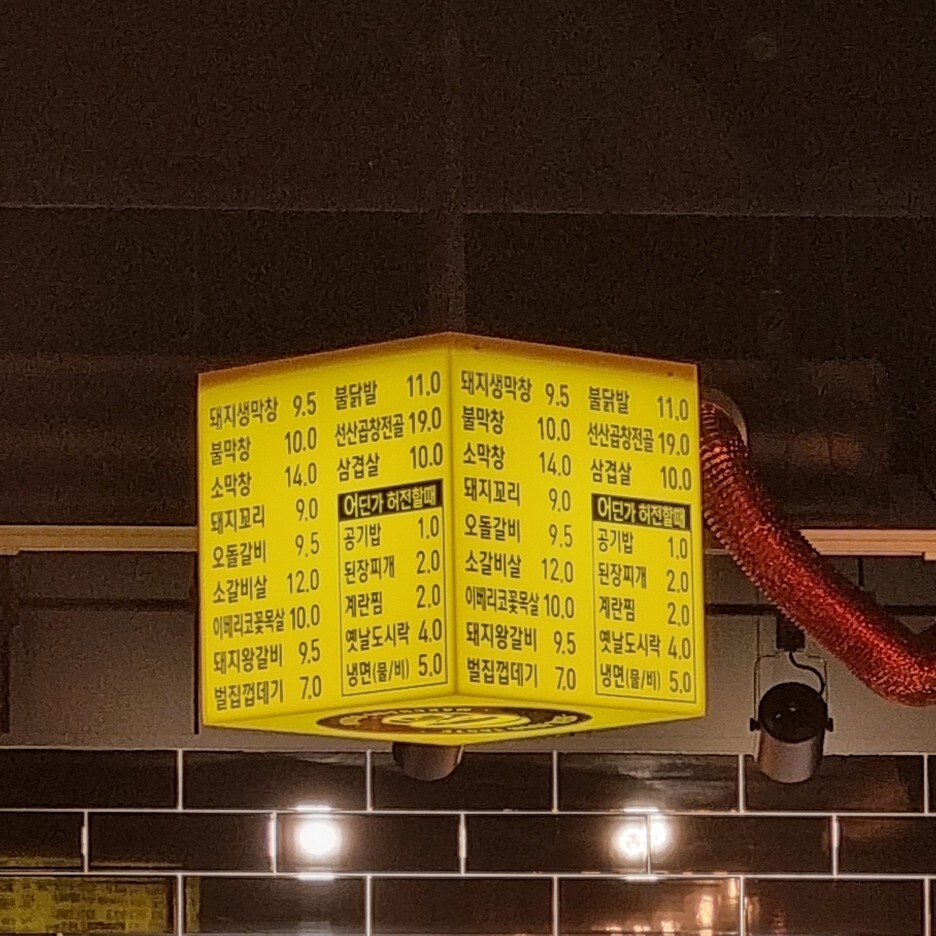 돼지생막창 9.5
불막창 10.0
소막창 14.0
돼지꼬리 9.0
오돌갈비 9.5
소갈비살 12.0
이베리코꽃목살 10.0
돼지왕갈비 9.5
벌집껍데기 7.0
불닭발 11.0
선산곱창전골 19.0
삼겹살 10.0
어딘가 허전할때
공기밥 1.0
된장찌개 2.0
계란찜 2.0
옛날도시락 4.0
냉면(물/비) 5.0
돼지생막창 9.5
불막창 10.0
소막창 14.0
돼지꼬리 9.0
오돌갈비 9.5
소갈비살 12.0
이베리코꽃목살 10.0
돼지왕갈비 9.5
벌집껍데기 7.0
불닭발 11.0
선산곱창전골 19.0
삼겹살 10.0
어딘가 허전할때
공기밥 1.0
된장찌개 2.0
계란찜 2.0
옛날도시락 4.0
냉면(물/비) 5.0